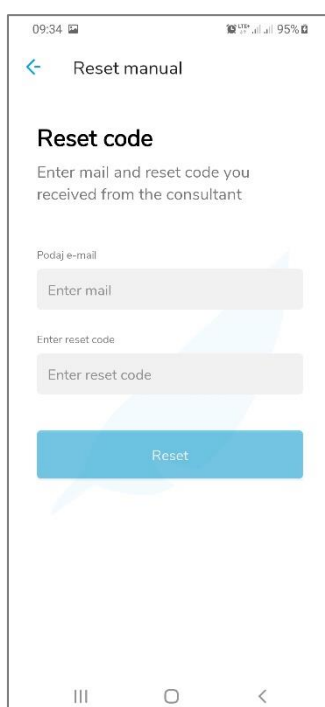 09:34 95%
Reset manual
Reset code
Enter mail and reset code you
received from the consultant
Podaj e-mail
Enter mail
Enter reset code
Enter reset code
Reset